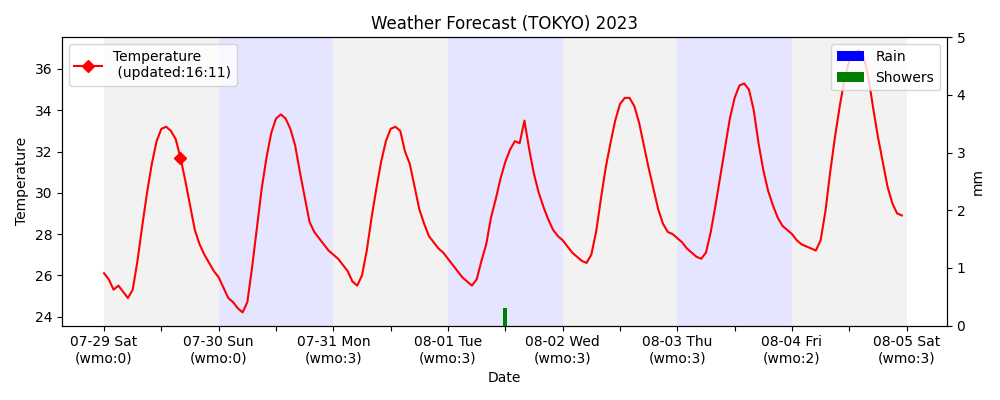 Weather Forecast (TOKYO) 2023
Temperature
(updated:16:11)
Rain
Showers
Temperature
36
34
32
30
28
26
24
5
4
3
2
1
0
mm
07-29 Sat
(wmo:0)
07-30 Sun
(wmo:0)
07-31 Mon
(wmo:3)
08-01 Tue
(wmo:3)
08-02 Wed
(wmo:3)
08-03 Thu
(wmo:3)
08-04 Fri
(wmo:2)
08-05 Sat
(wmo:3)
Date